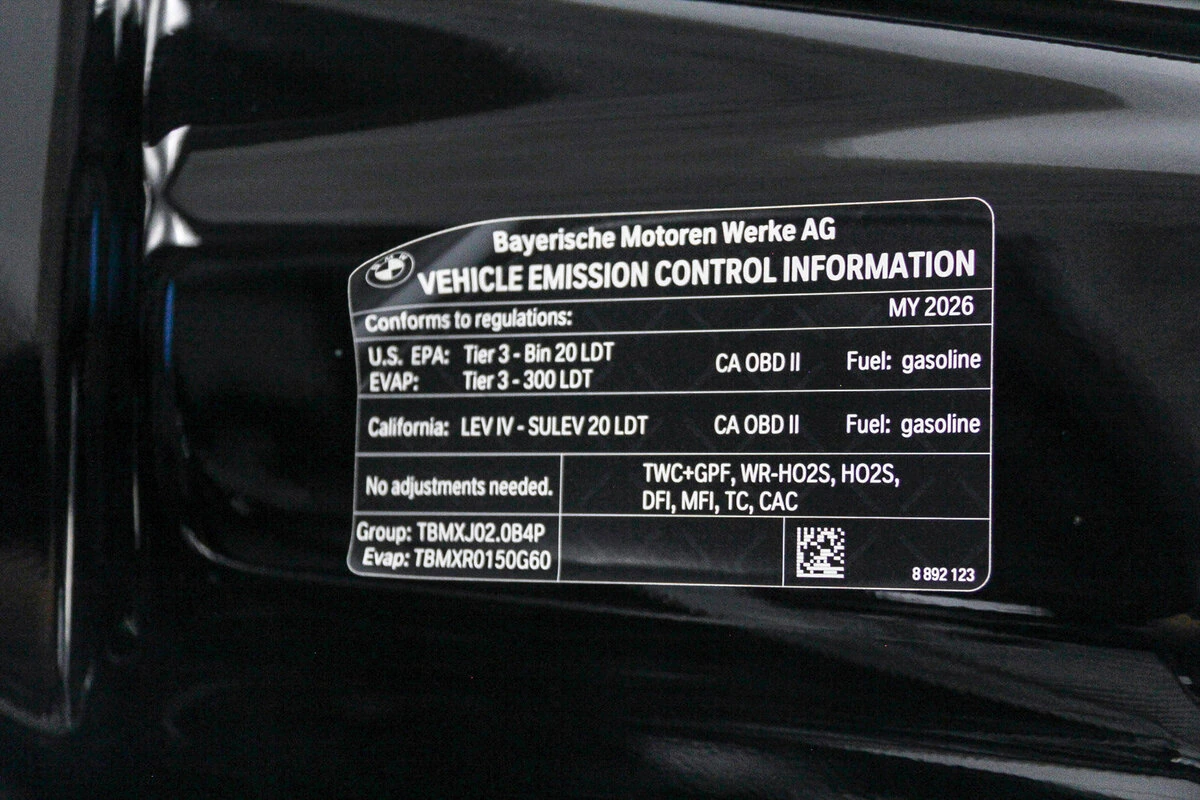 Bayerische Motoren Werke AG
BMW
VEHICLE EMISSION CONTROL INFORMATION
Conforms to regulations: MY 2026
U.S. EPA: Tier 3 - Bin 20 LDT CA OBD II Fuel: gasoline
EVAP: Tier 3 - 300 LDT
California: LEV IV - SULEV 20 LDT CA OBD II Fuel: gasoline
No adjustments needed.
TWC+GPF, WR-HO2S, HO2S,
DFI, MFI, TC, CAC
Group: TBMXJ02.0B4P
Evap: TBMXR0150G60
8 892 123